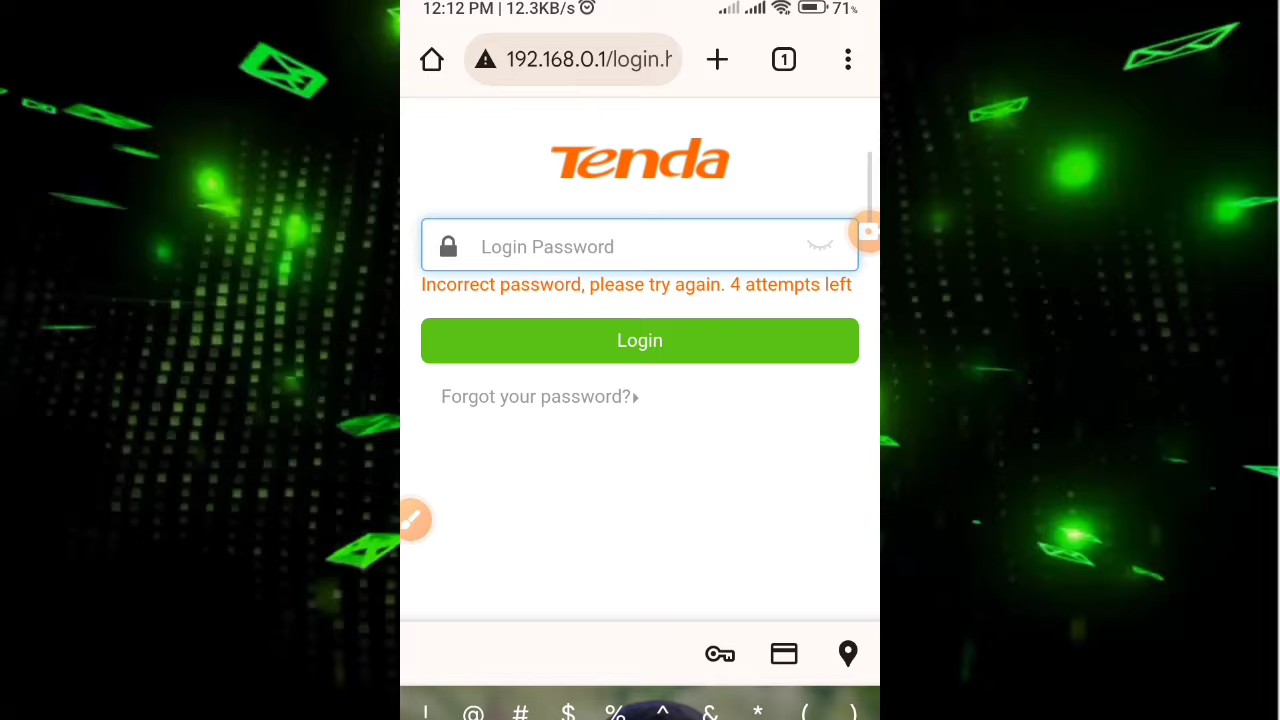 12:12 PM | 12.3KB/s 71%
192.168.0.1/login.h
1
Tenda
Login Password
Incorrect password, please try again. 4 attempts left
Login
Forgot your password?
! @ # $ % ^ & * ( )